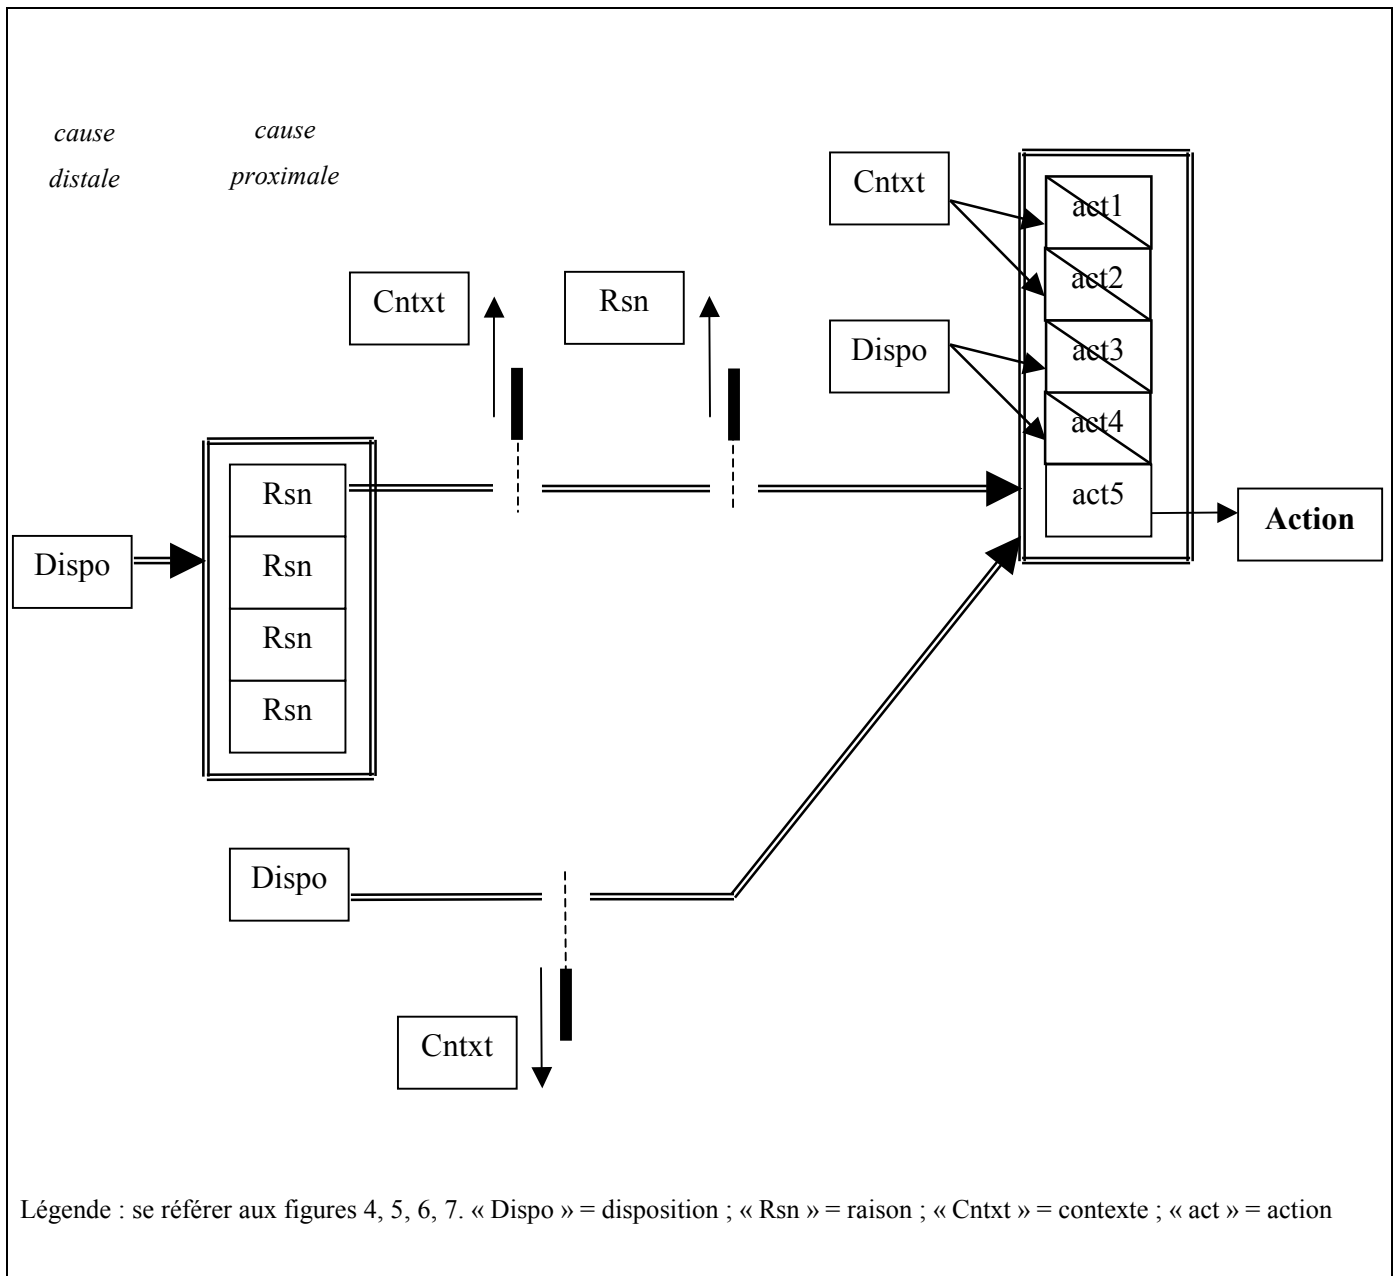 cause
distale
cause
proximale
Cntxt
act1
act2
Cntxt
Rsn
Dispo
act3
act4
Rsn
act5
Action
Dispo
Rsn
Rsn
Rsn
Dispo
Cntxt
Légende : se référer aux figures 4, 5, 6, 7. « Dispo » = disposition ; « Rsn » = raison ; « Cntxt » = contexte ; « act » = action